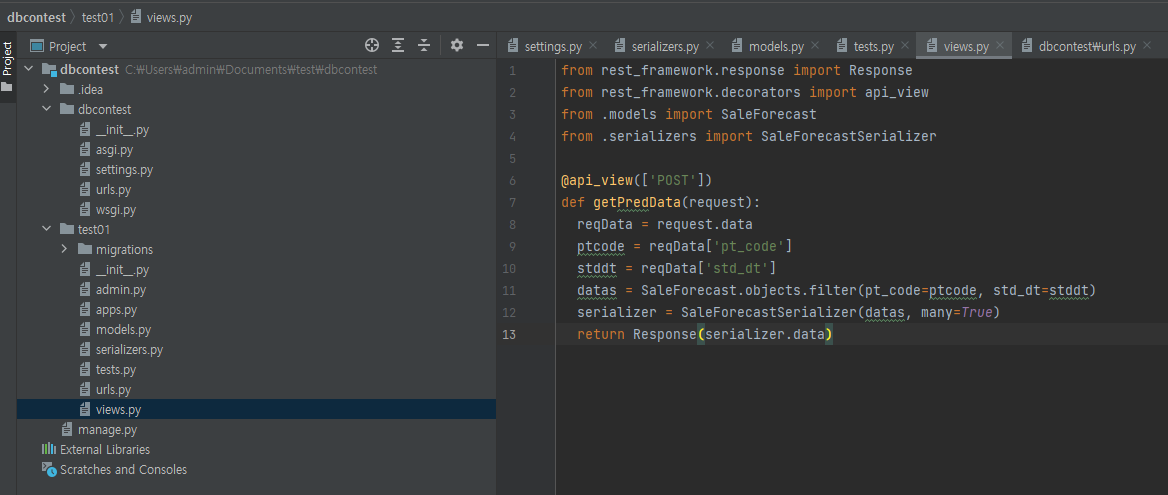 dbcontest > test01 > views.py
Project
Project
dbcontest C:₩Users₩admin₩Documents₩test₩dbcontest
.idea
dbcontest
__init__.py
asgi.py
settings.py
urls.py
wsgi.py
test01
migrations
__init__.py
admin.py
apps.py
models.py
serializers.py
tests.py
urls.py
views.py
manage.py
External Libraries
Scratches and Consoles
settings.py serializers.py models.py tests.py views.py dbcontest₩urls.py
1 from rest_framework.response import Response
2 from rest_framework.decorators import api_view
3 from .models import SaleForecast
4 from .serializers import SaleForecastSerializer
5
6 @api_view(['POST'])
7 def getPredData(request):
8 reqData = request.data
9 ptcode = reqData['pt_code']
10 stddt = reqData['std_dt']
11 datas = SaleForecast.objects.filter(pt_code=ptcode, std_dt=stddt)
12 serializer = SaleForecastSerializer(datas, many=True)
13 return Response(serializer.data)